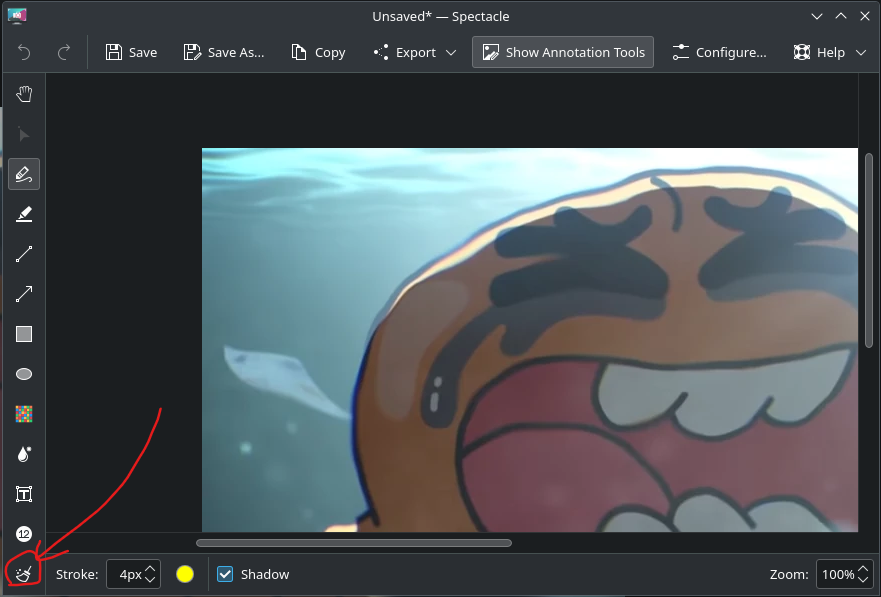 Unsaved* — Spectacle
Save Save As... Copy Export Show Annotation Tools Configure... Help
12
Stroke: 4px Shadow Zoom: 100%